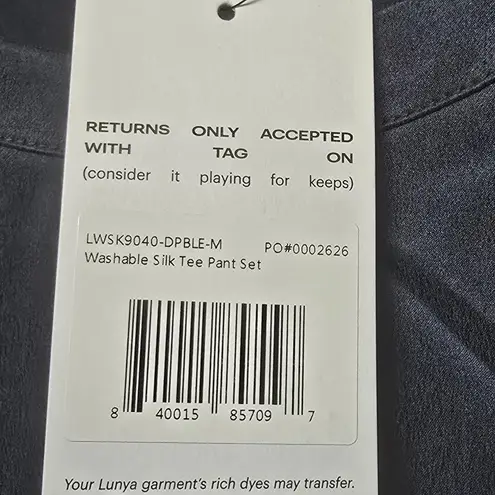 RETURNS ONLY ACCEPTED
WITH TAG ON
(consider it playing for keeps)
LWSK9040-DPBLE-M PO#0002626
Washable Silk Tee Pant Set
8 40015 85709 7
Your Lunya garment's rich dyes may transfer.